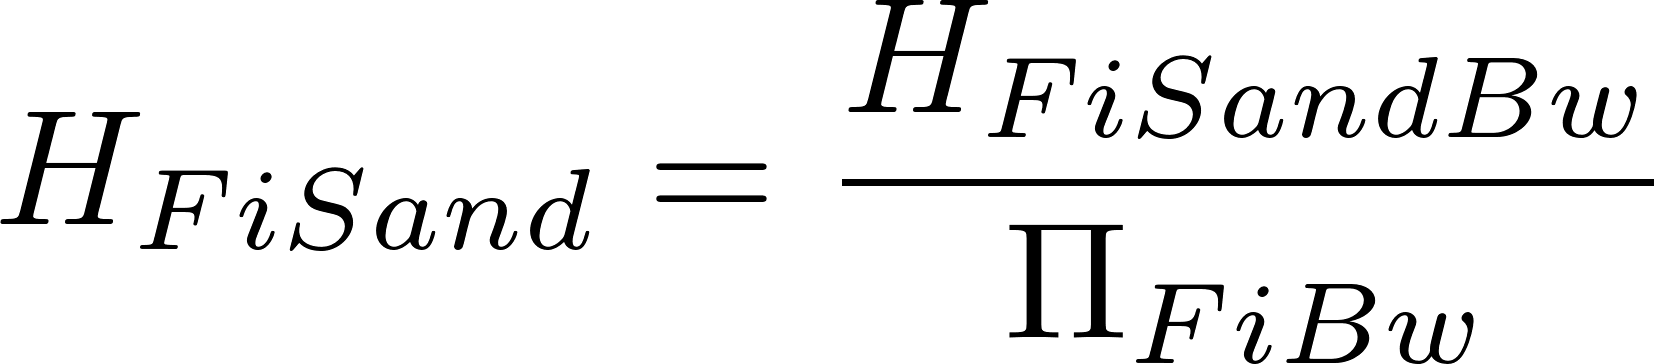 H_{FiSand} = \frac{H_{FiSandBw}}{\Pi_{FiBw}}